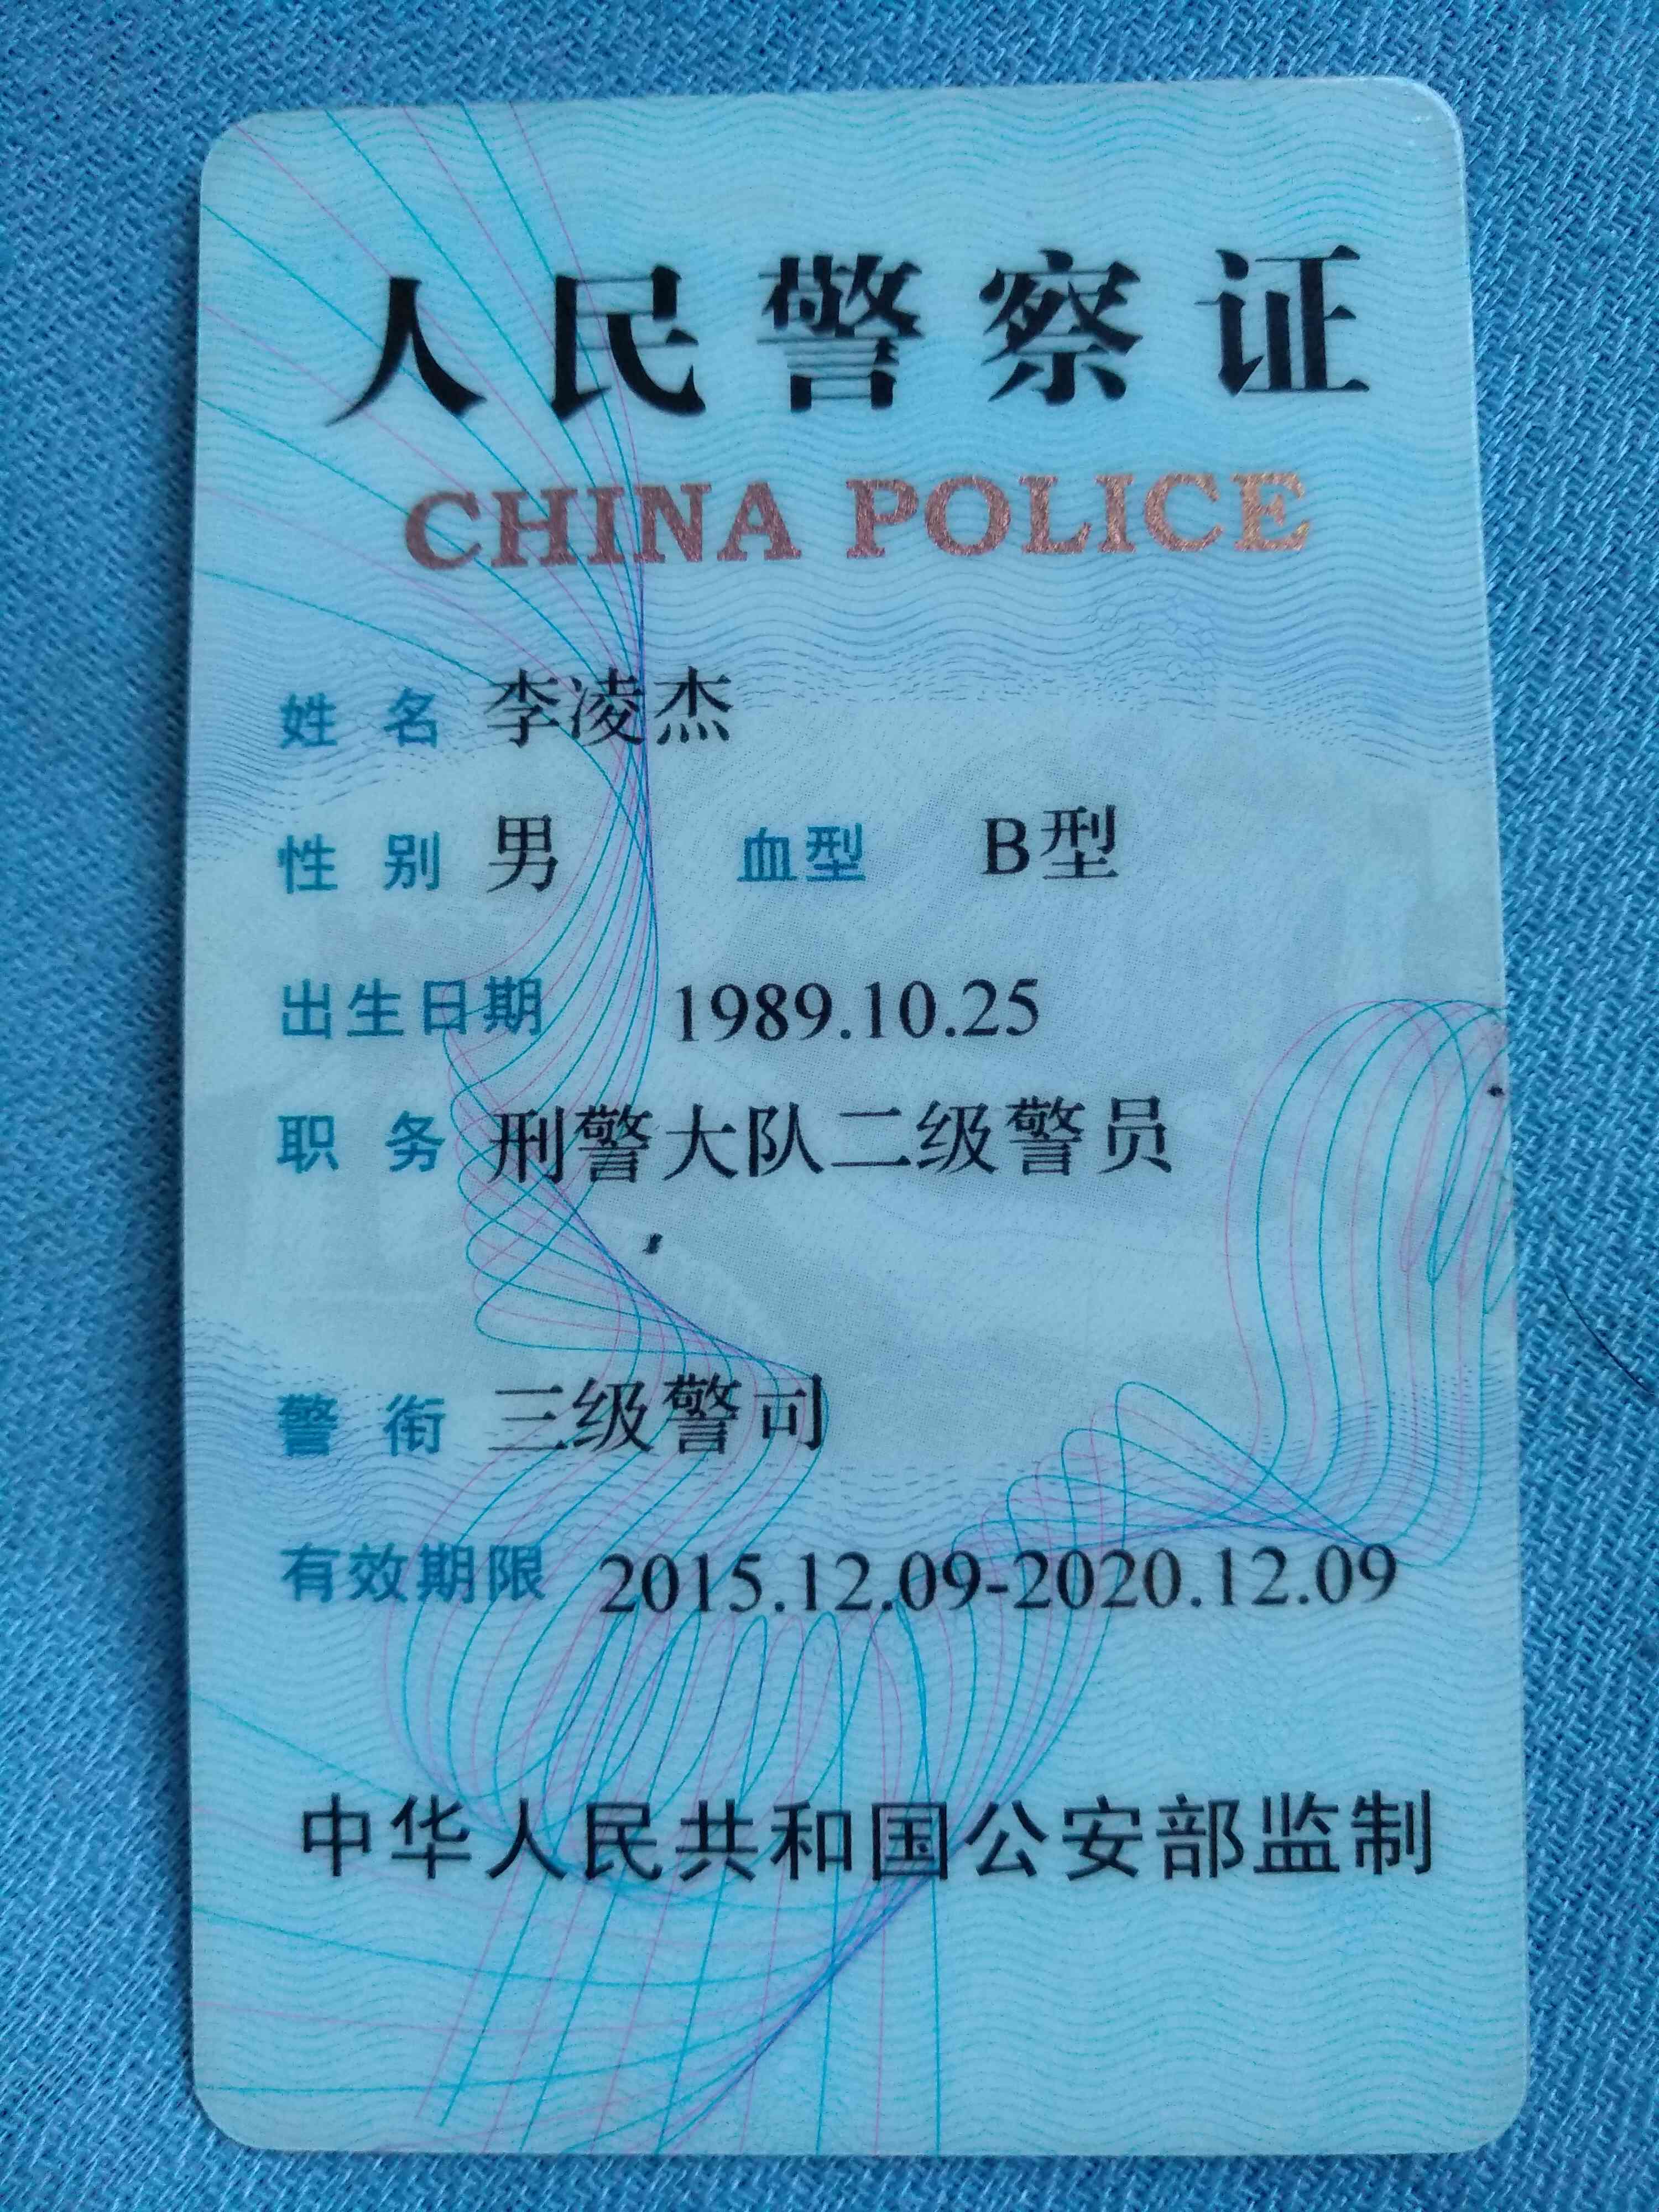 人民警察证
CHINA POLICE
姓 名 李凌杰
性 别 男 血型 B型
出生日期 1989.10.25
职 务 刑警大队二级警员
警 衔 三级警司
有效期限 2015.12.09-2020.12.09
中华人民共和国公安部监制